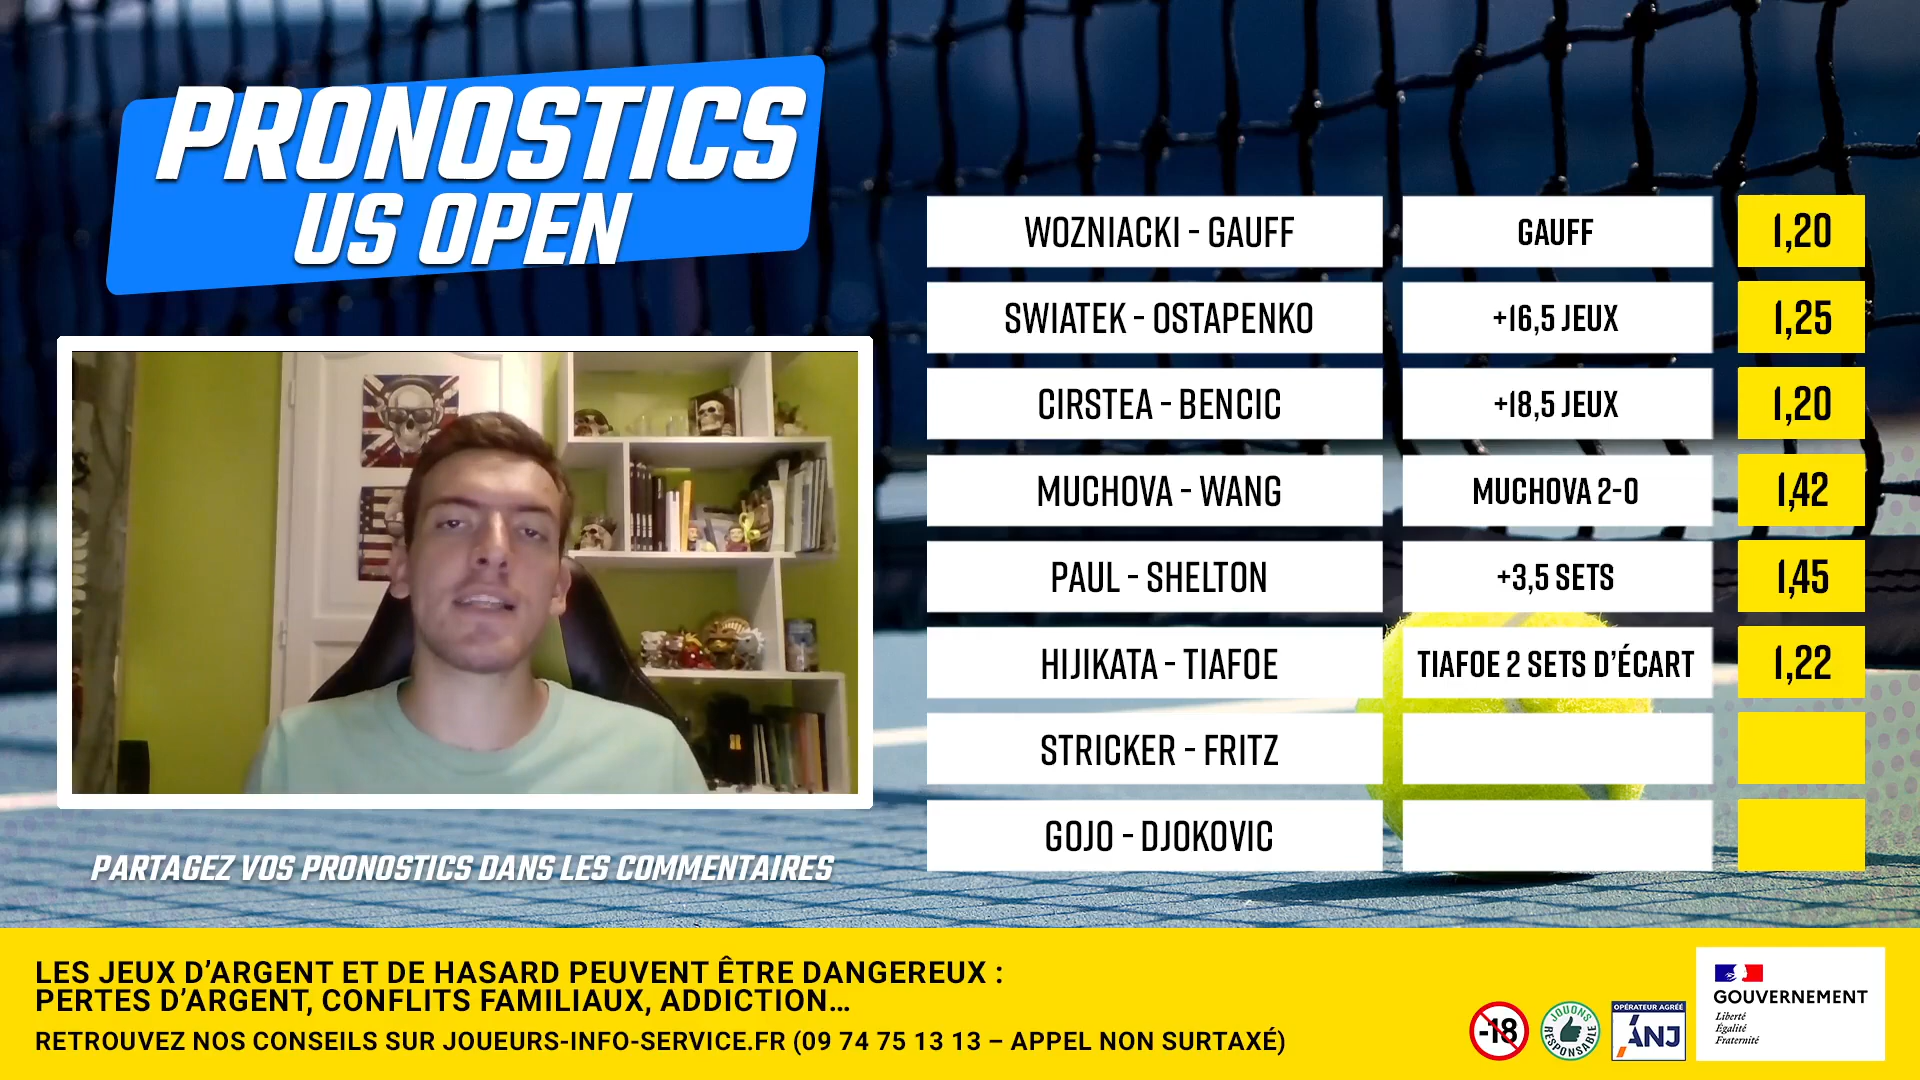 PRONOSTICS
US OPEN
WOZNIACKI - GAUFF GAUFF 1,20
SWIATEK - OSTAPENKO +16,5 JEUX 1,25
CIRSTEA - BENCIC +18,5 JEUX 1,20
MUCHOVA - WANG MUCHOVA 2-0 1,42
PAUL - SHELTON +3,5 SETS 1,45
HIJIKATA - TIAFOE TIAFOE 2 SETS D'ÉCART 1,22
STRICKER - FRITZ
GOJO - DJOKOVIC
PARTAGEZ VOS PRONOSTICS DANS LES COMMENTAIRES
LES JEUX D'ARGENT ET DE HASARD PEUVENT ÊTRE DANGEREUX :
PERTES D'ARGENT, CONFLITS FAMILIAUX, ADDICTION…
RETROUVEZ NOS CONSEILS SUR JOUEURS-INFO-SERVICE.FR (09 74 75 13 13 – APPEL NON SURTAXÉ)
-18
JOUONS
RESPONSABLE
OPÉRATEUR AGRÉÉ
ANJ
GOUVERNEMENT
Liberté
Égalité
Fraternité